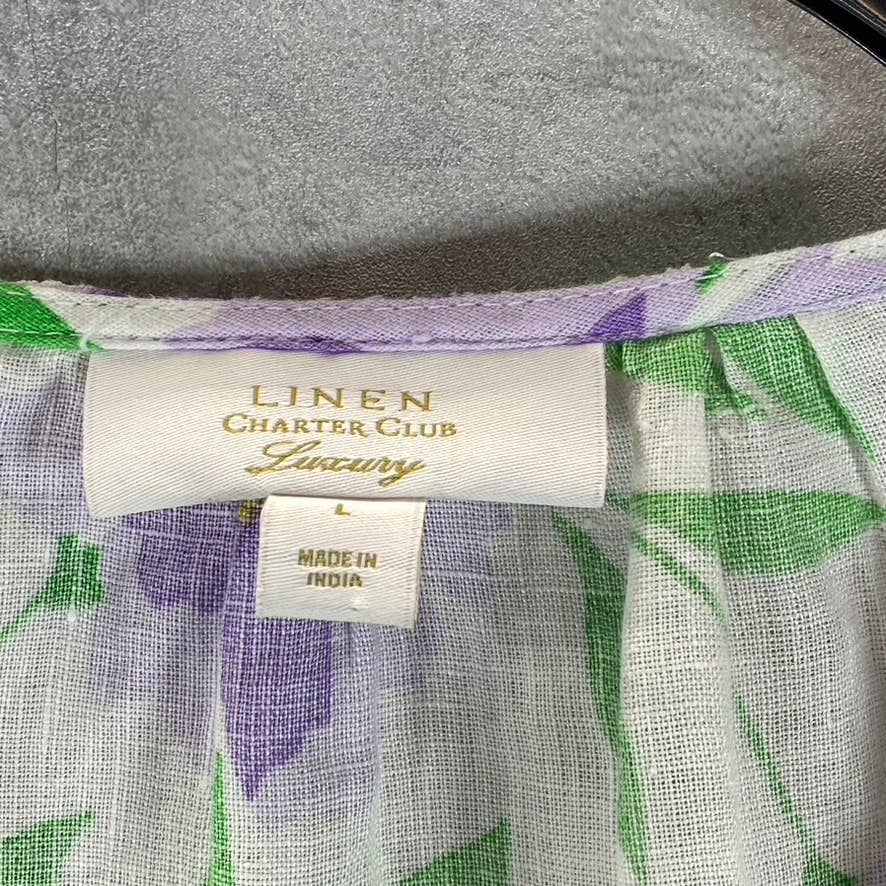 LINEN
CHARTER CLUB
Luxury
L
MADE IN
INDIA